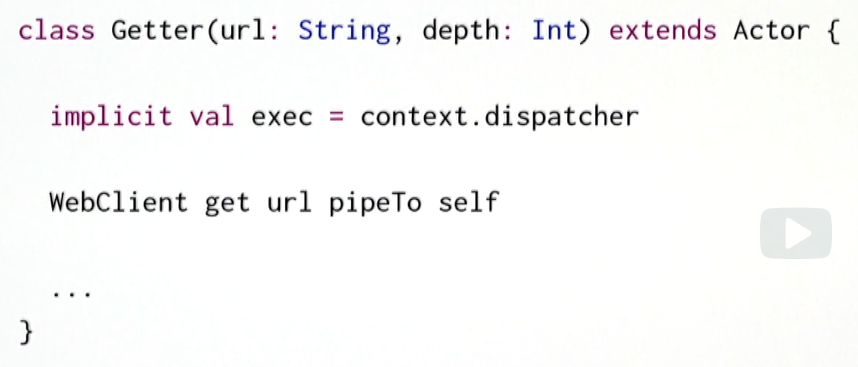 class Getter(url: String, depth: Int) extends Actor {
implicit val exec = context.dispatcher
WebClient get url pipeTo self
...
}